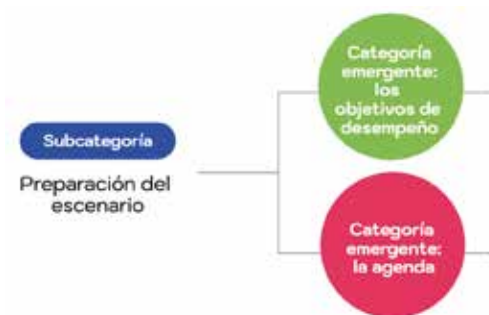 Subcategoría
Preparación del
escenario
Categoría
emergente:
los
objetivos de
desempeño
Categoría
emergente:
la agenda